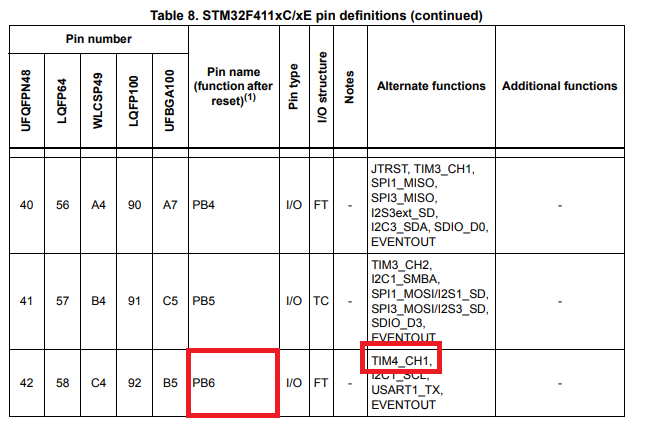 Table 8. STM32F411xC/xE pin definitions (continued)
Pin number
UFQFPN48
LQFP64
WLCSP49
LQFP100
UFBGA100
Pin name
(function after
reset)(1)
Pin type
I/O structure
Notes
Alternate functions
Additional functions
40 56 A4 90 A7 PB4 I/O FT -
JTRST, TIM3_CH1,
SPI1_MISO,
SPI3_MISO,
I2S3ext_SD,
I2C3_SDA, SDIO_D0,
EVENTOUT
-
41 57 B4 91 C5 PB5 I/O TC -
TIM3_CH2,
I2C1_SMBA,
SPI1_MOSI/I2S1_SD,
SPI3_MOSI/I2S3_SD,
SDIO_D3,
EVENTOUT
-
42 58 C4 92 B5 PB6 I/O FT -
TIM4_CH1,
I2C1_SCL,
USART1_TX,
EVENTOUT
-